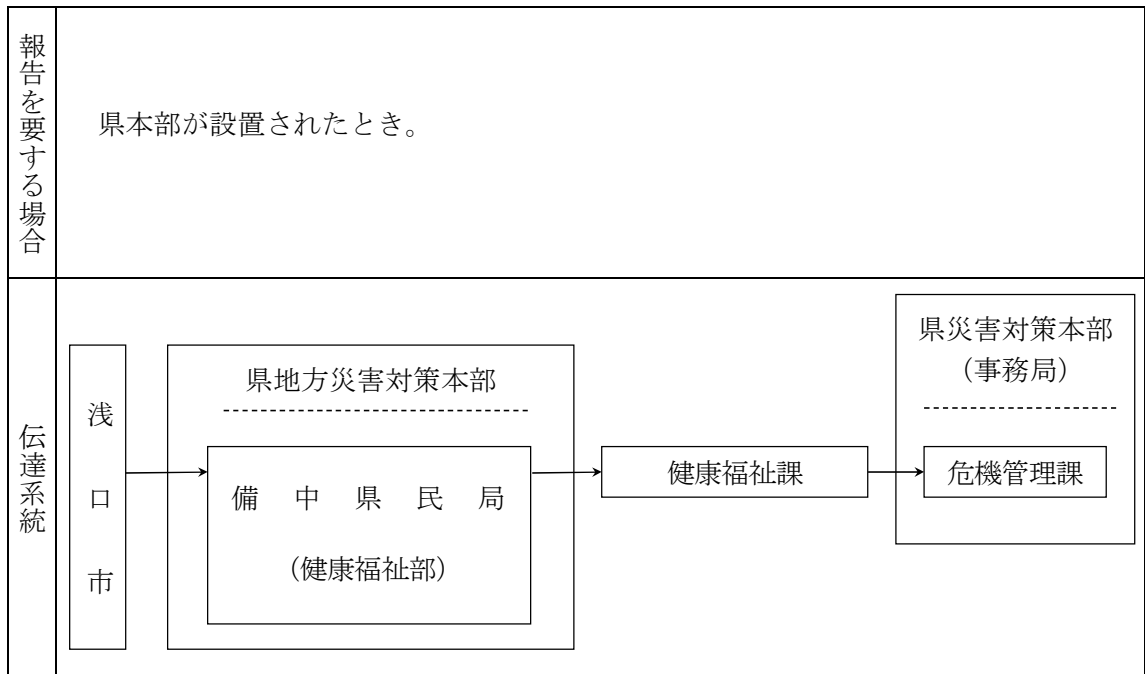 報告を要する場合
県本部が設置されたとき。
伝達系統
浅口市
県地方災害対策本部
備中県民局
(健康福祉部)
健康福祉課
県災害対策本部
(事務局)
危機管理課